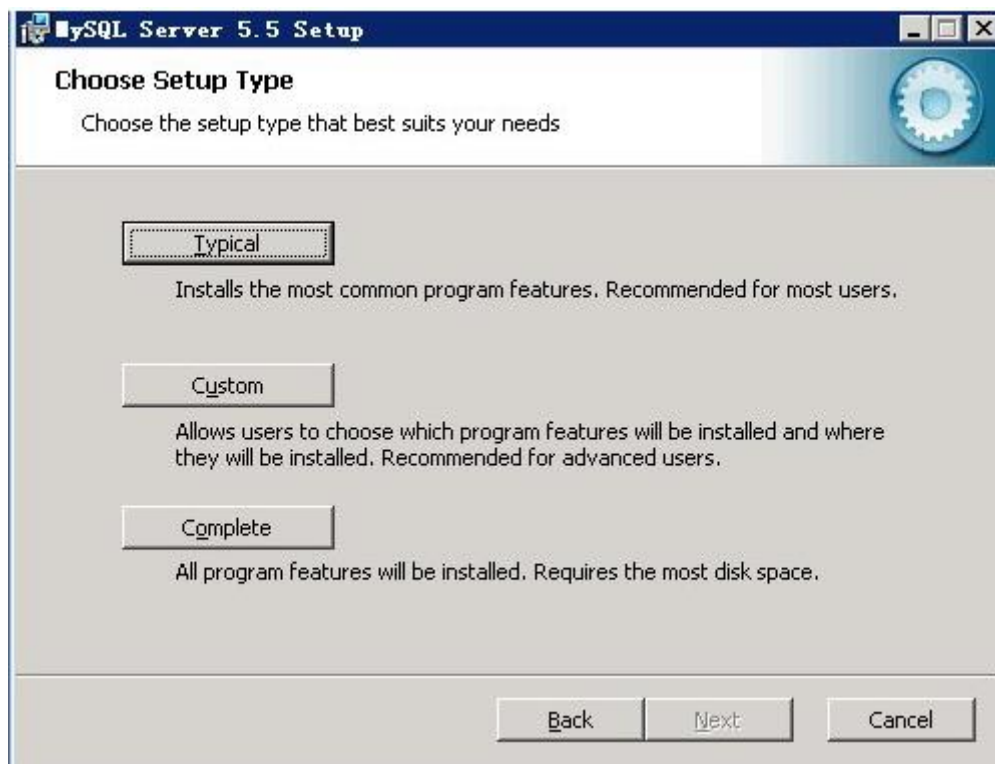 MySQL Server 5.5 Setup
Choose Setup Type
Choose the setup type that best suits your needs
Typical
Installs the most common program features. Recommended for most users.
Custom
Allows users to choose which program features will be installed and where
they will be installed. Recommended for advanced users.
Complete
All program features will be installed. Requires the most disk space.
Back Next Cancel